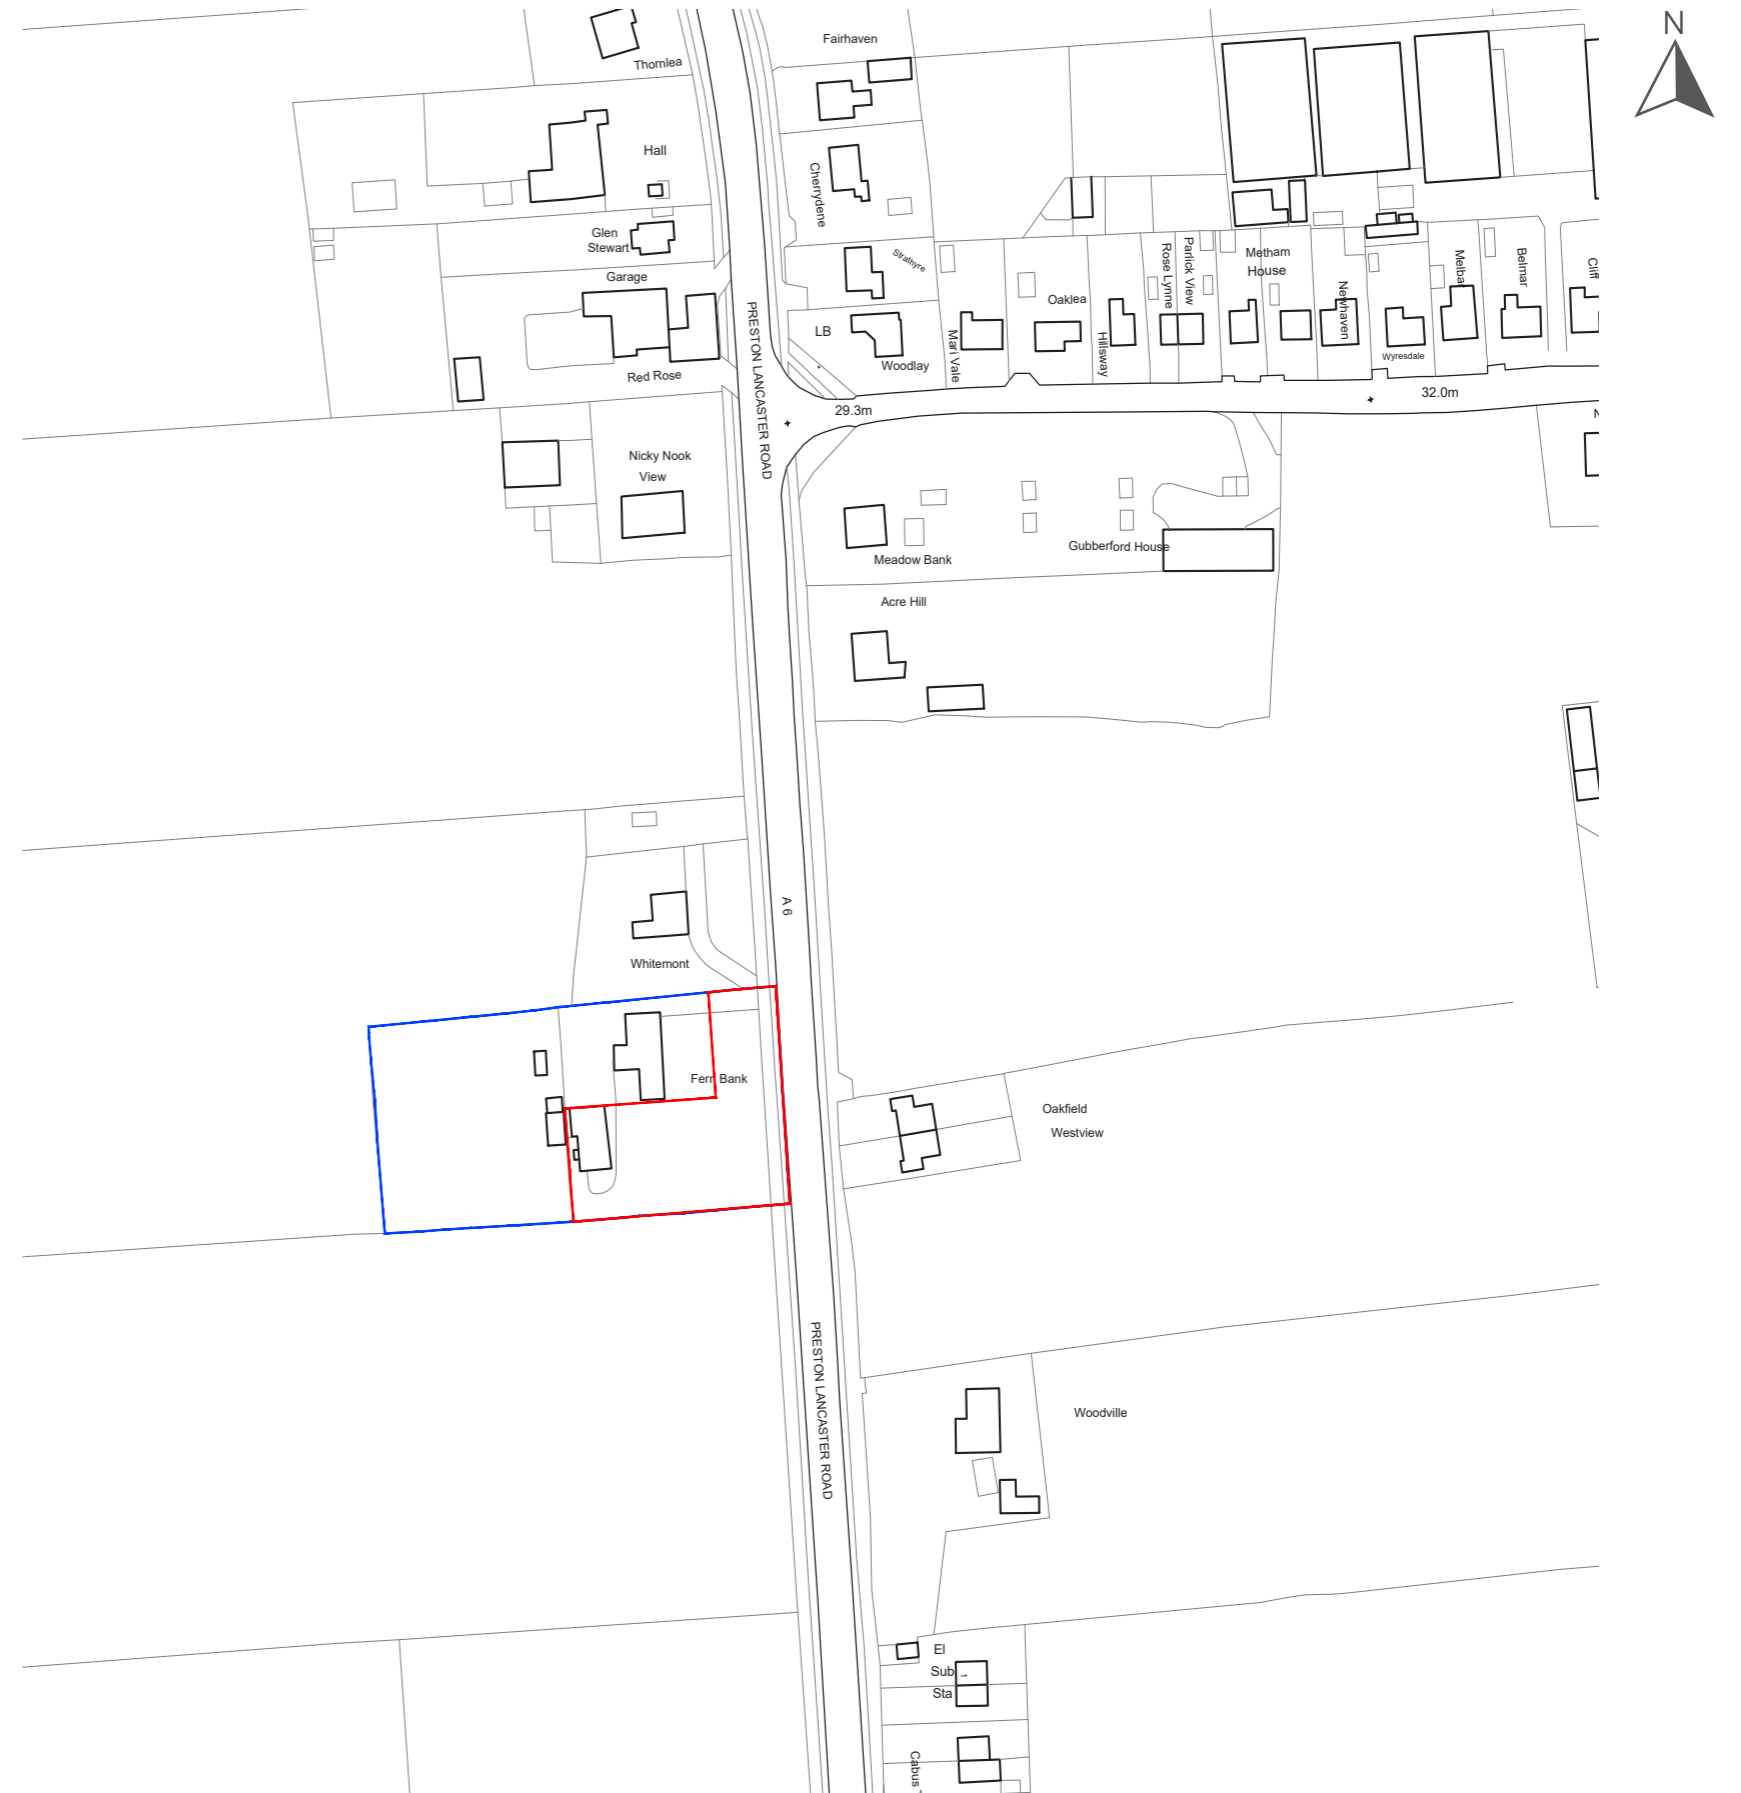 N
Fairhaven
Thornlea
Hall
Cherrydene
Glen
Stewart
Strathyre
Garage
Rose Lynne
Parlick View
Metham
House
Melbar
Belmar
Cliff
Oaklea
Newhaven
PRESTON LANCASTER ROAD
LB
Mari Vale
Hillsway
Woodlay
Wyresdale
Red Rose
29.3m
32.0m
N
Nicky Nook
View
Meadow Bank
Gubberford House
Acre Hill
A 6
Whitemont
Fern Bank
Oakfield
Westview
PRESTON LANCASTER ROAD
Woodville
El
Sub
Sta
1
Cabus